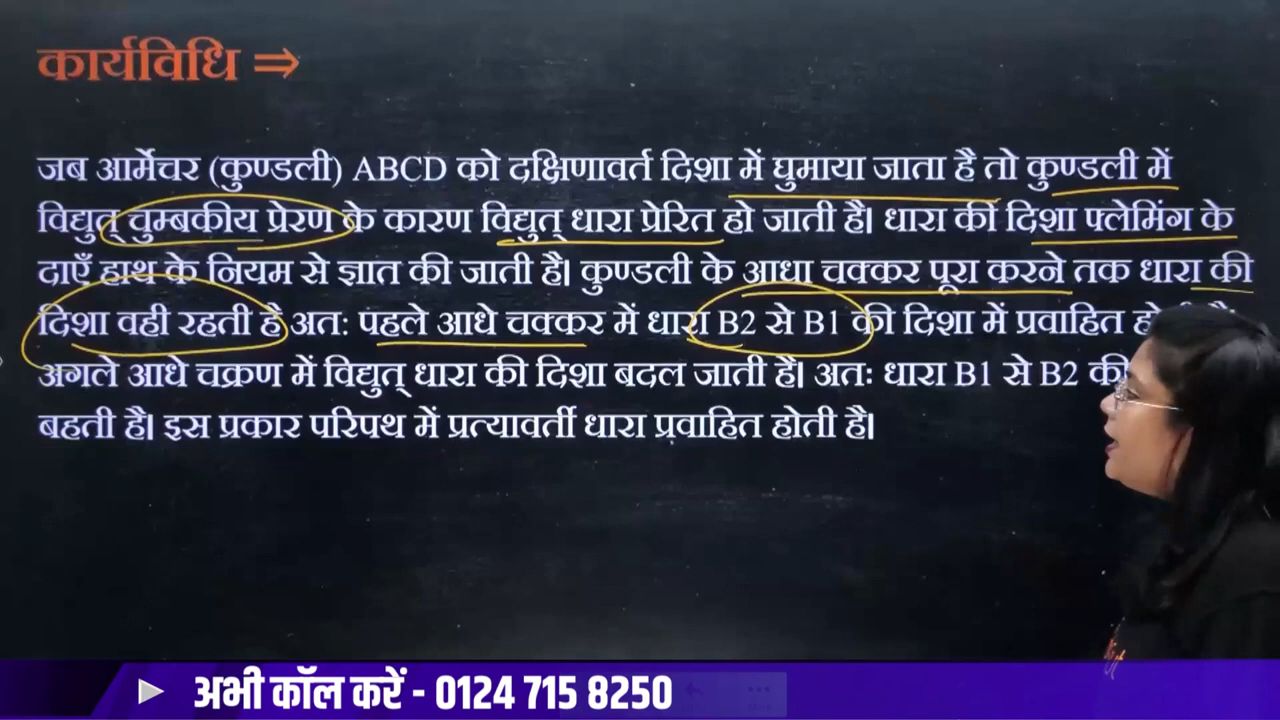 कार्यविधि ⇒
जब आर्मेचर (कुण्डली) ABCD को दक्षिणावर्त दिशा में घुमाया जाता है तो कुण्डली में
विद्युत् चुम्बकीय प्रेरण के कारण विद्युत् धारा प्रेरित हो जाती है। धारा की दिशा फ्लेमिंग के
दाएँ हाथ के नियम से ज्ञात की जाती है। कुण्डली के आधा चक्कर पूरा करने तक धारा की
दिशा वही रहती है अतः पहले आधे चक्कर में धारा B2 से B1 की दिशा में प्रवाहित
अगले आधे चक्रण में विद्युत् धारा की दिशा बदल जाती है। अतः धारा B1 से B2 की
बहती है। इस प्रकार परिपथ में प्रत्यावर्ती धारा प्रवाहित होती है।
अभी कॉल करें - 0124 715 8250